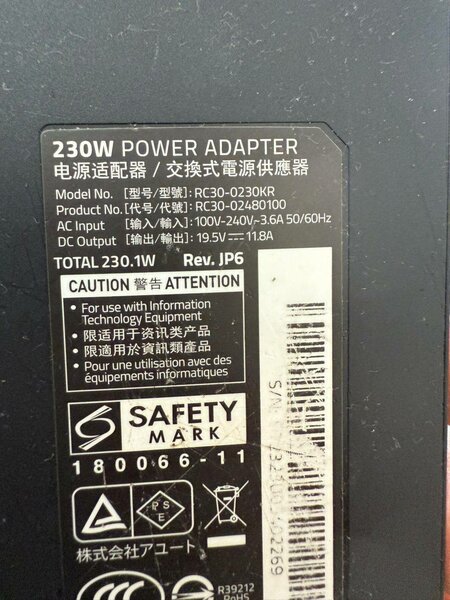 230W POWER ADAPTER
电源适配器 / 交換式電源供應器
Model No. [型号/型號]: RC30-0230KR
Product No.[代号/代號]: RC30-02480100
AC Input [输入/輸入]: 100V-240V~3.6A 50/60Hz
DC Output [输出/輸出]: 19.5V⎓11.8A
TOTAL 230.1W Rev. JP6
CAUTION 警告 ATTENTION
• For use with Information
Technology Equipment
• 限适用于资讯类产品
• 限適用於資訊類產品
• Pour une utilisation avec des
équipements informatiques
SAFETY
MARK
180066-11
PS
E
株式会社アユート
CCC
R39212
RoHS
S/N
02269